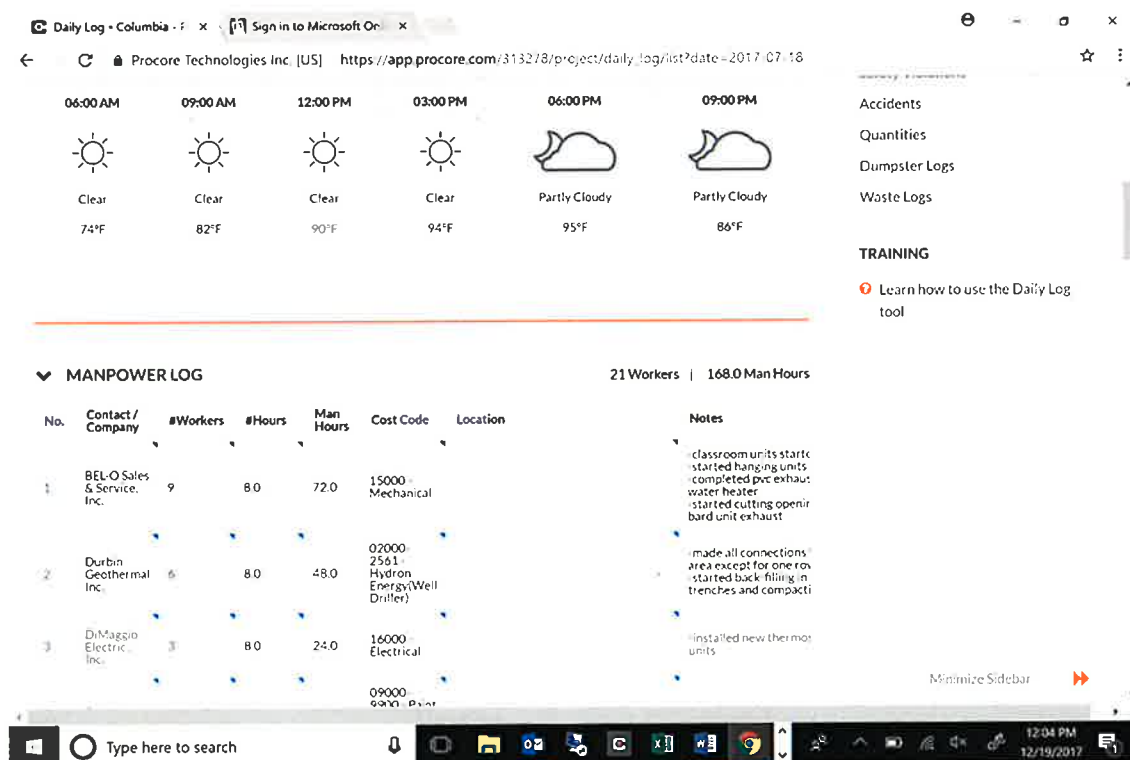 Daily Log • Columbia - F × Sign in to Microsoft On ×
Procore Technologies Inc. [US] https://app.procore.com/313278/project/daily_log/list?date=2017-07-18
06:00 AM 09:00 AM 12:00 PM 03:00 PM 06:00 PM 09:00 PM
Clear Clear Clear Clear Partly Cloudy Partly Cloudy
74°F 82°F 90°F 94°F 95°F 86°F
Accidents
Quantities
Dumpster Logs
Waste Logs
TRAINING
Learn how to use the Daily Log
tool
MANPOWER LOG 21 Workers | 168.0 Man Hours
No. Contact / Company #Workers #Hours Man Hours Cost Code Location Notes
1 BEL-O Sales & Service, Inc. 9 8.0 72.0 15000 - Mechanical
-classroom units starte
-started hanging units
-completed pvc exhaus
water heater
-started cutting openin
bard unit exhaust
2 Durbin Geothermal Inc. 6 8.0 48.0 02000 - 2561 - Hydron Energy(Well Driller)
-made all connections
area except for one rov
-started back-filling in
trenches and compacti
3 DiMaggio Electric, Inc. 3 8.0 24.0 16000 - Electrical
-installed new thermos
units
09000 -
9900 - Paint
Minimize Sidebar
Type here to search
12:04 PM
12/19/2017